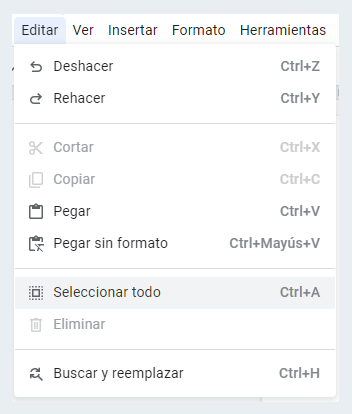 Editar Ver Insertar Formato Herramientas
Deshacer Ctrl+Z
Rehacer Ctrl+Y
Cortar Ctrl+X
Copiar Ctrl+C
Pegar Ctrl+V
Pegar sin formato Ctrl+Mayús+V
Seleccionar todo Ctrl+A
Eliminar
Buscar y reemplazar Ctrl+H